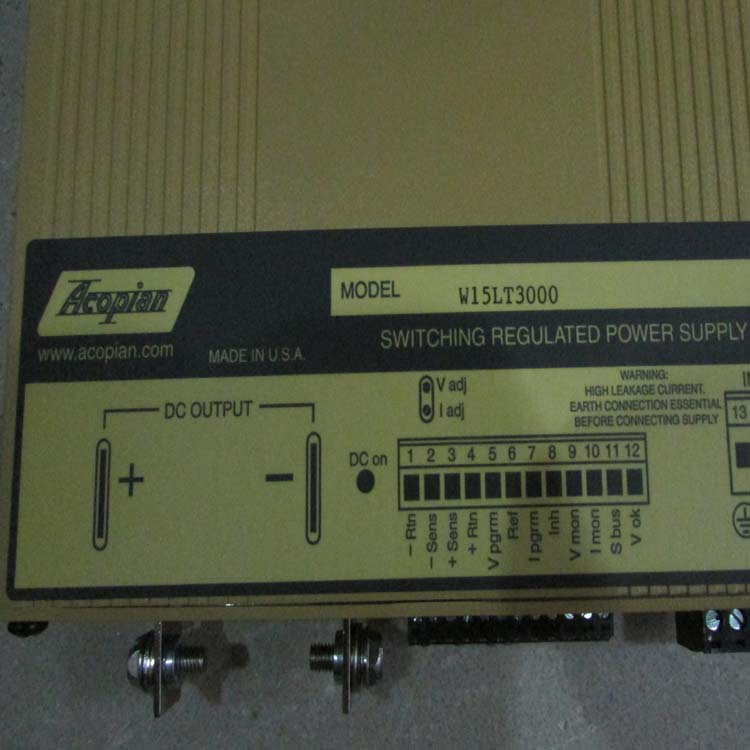 Acopian
MODEL W15LT3000
www.acopian.com MADE IN U.S.A.
SWITCHING REGULATED POWER SUPPLY
DC OUTPUT
+ −
V adj
I adj
WARNING:
HIGH LEAKAGE CURRENT.
EARTH CONNECTION ESSENTIAL
BEFORE CONNECTING SUPPLY
DC on
1 2 3 4 5 6 7 8 9 10 11 12
− Rtn
− Sens
+ Sens
+ Rtn
V pgrm
Ref
I pgrm
Inh
V mon
I mon
S bus
V ok
13